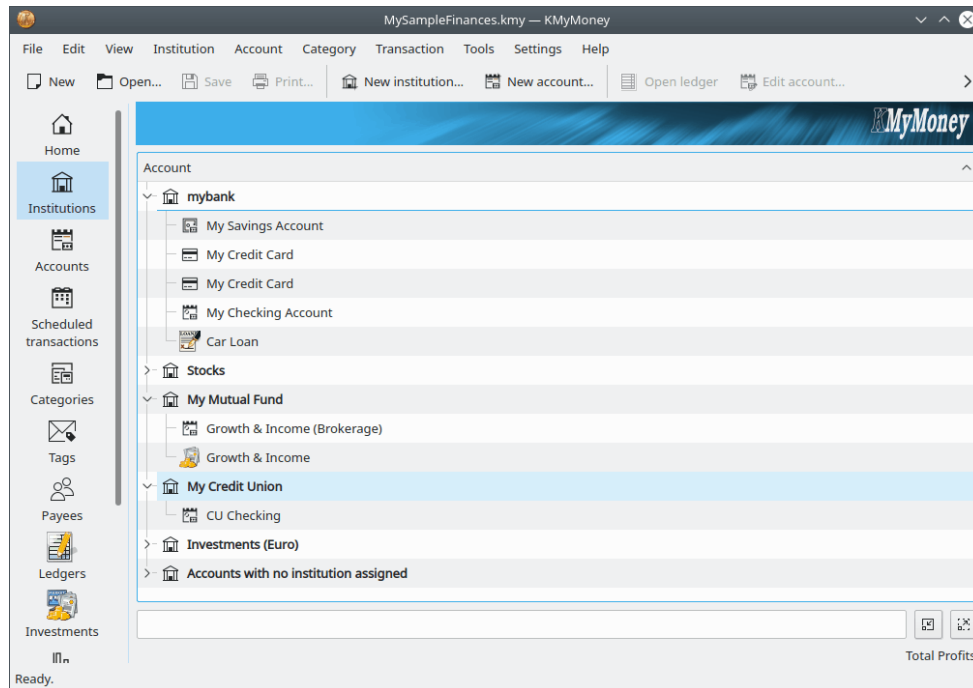 MySampleFinances.kmy — KMyMoney
File Edit View Institution Account Category Transaction Tools Settings Help
New Open... Save Print... New institution... New account... Open ledger Edit account...
KMyMoney
Home
Institutions
Accounts
Scheduled
transactions
Categories
Tags
Payees
Ledgers
Investments
Account
mybank
My Savings Account
My Credit Card
My Credit Card
My Checking Account
LOAN
Car Loan
Stocks
My Mutual Fund
Growth & Income (Brokerage)
Growth & Income
My Credit Union
CU Checking
Investments (Euro)
Accounts with no institution assigned
Total Profits
Ready.